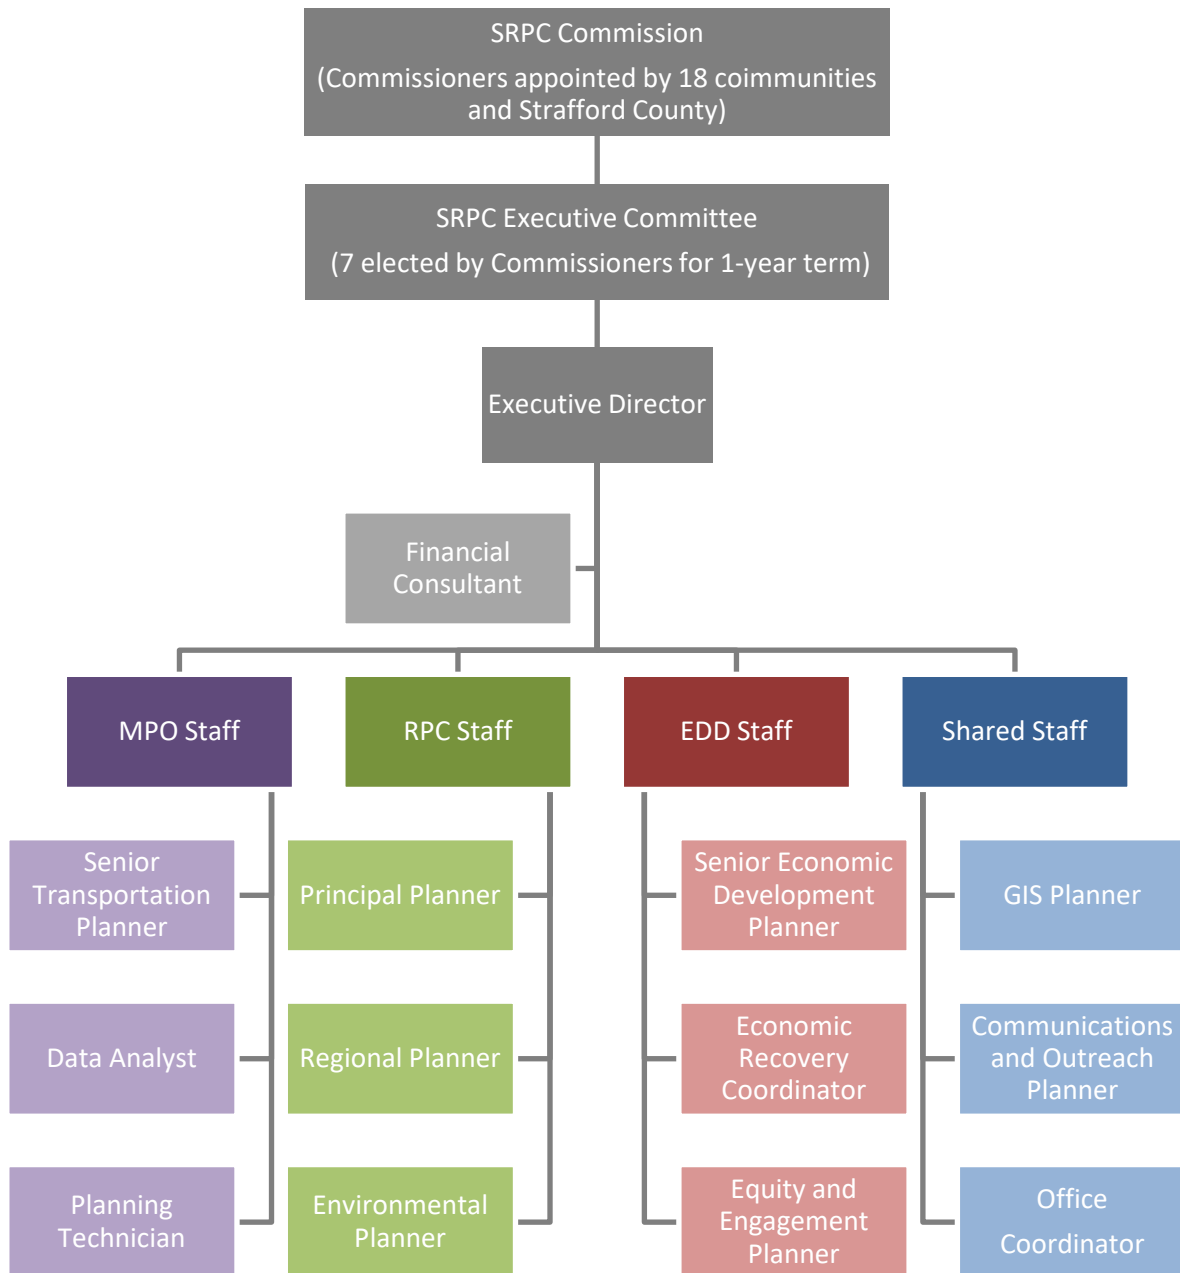 SRPC Commission
(Commissioners appointed by 18 coimmunities
and Strafford County)
SRPC Executive Committee
(7 elected by Commissioners for 1-year term)
Executive Director
Financial
Consultant
MPO Staff
RPC Staff
EDD Staff
Shared Staff
Senior
Transportation
Planner
Principal Planner
Senior Economic
Development
Planner
GIS Planner
Data Analyst
Regional Planner
Economic
Recovery
Coordinator
Communications
and Outreach
Planner
Planning
Technician
Environmental
Planner
Equity and
Engagement
Planner
Office
Coordinator